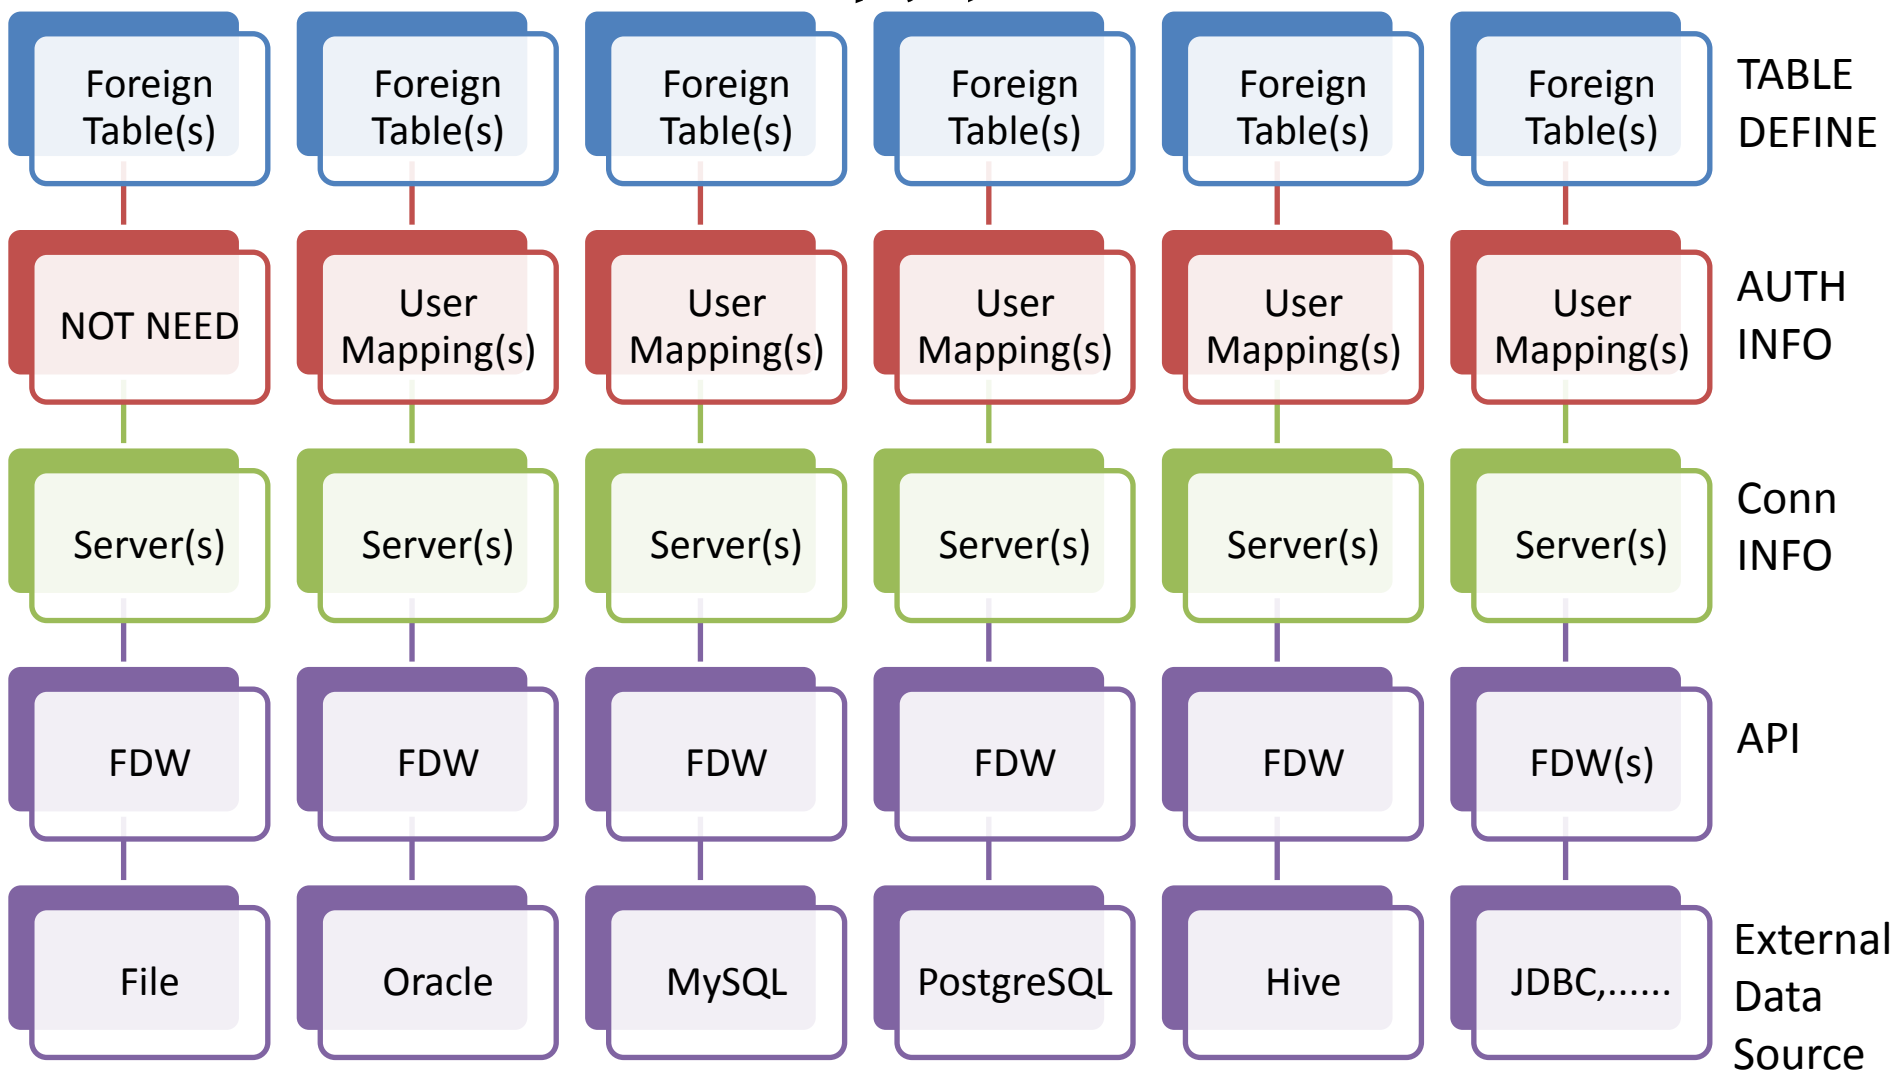 Foreign
Table(s)
Foreign
Table(s)
Foreign
Table(s)
Foreign
Table(s)
Foreign
Table(s)
Foreign
Table(s)
TABLE
DEFINE
NOT NEED
User
Mapping(s)
User
Mapping(s)
User
Mapping(s)
User
Mapping(s)
User
Mapping(s)
AUTH
INFO
Server(s)
Server(s)
Server(s)
Server(s)
Server(s)
Server(s)
Conn
INFO
FDW
FDW
FDW
FDW
FDW
FDW(s)
API
File
Oracle
MySQL
PostgreSQL
Hive
JDBC,......
External
Data
Source